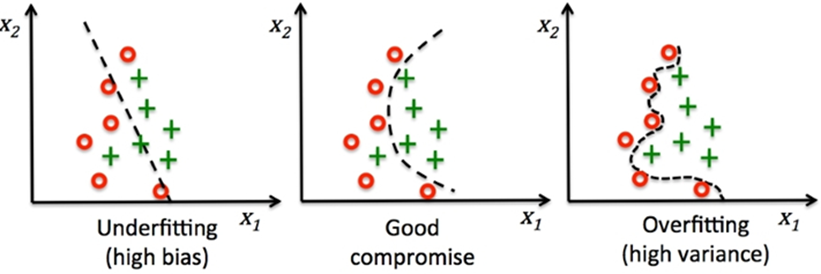 x2
x1
Underfitting
(high bias)
x2
x1
Good
compromise
x2
x1
Overfitting
(high variance)